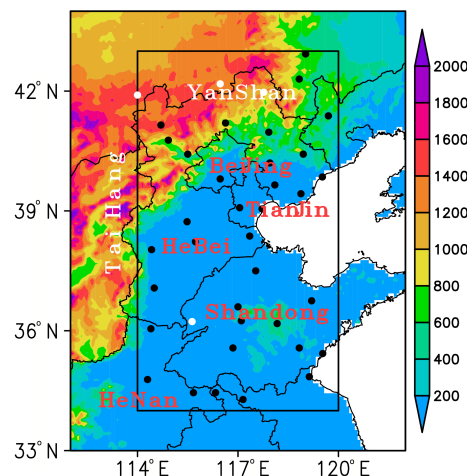 42°N
39°N
36°N
33°N
114°E
117°E
120°E
YanShan
Tai Hang
BeiJing
TianJin
HeBei
Shandong
HeNan
2000
1800
1600
1400
1200
1000
800
600
400
200